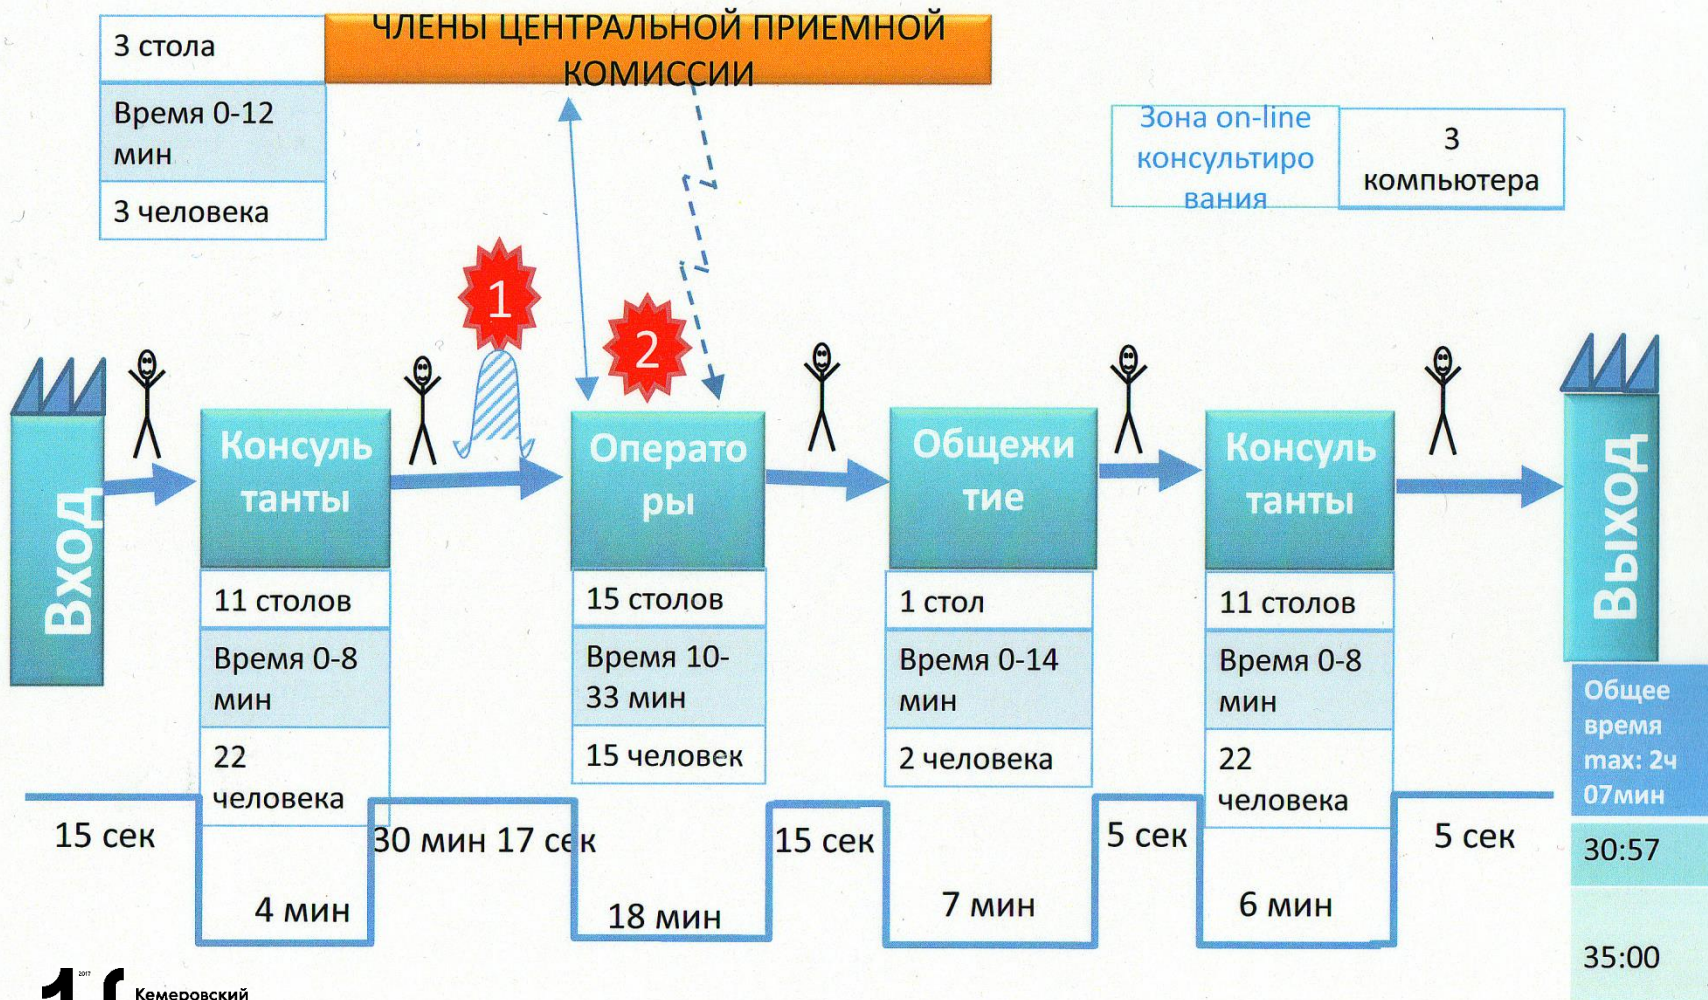 3 стола
Время 0-12
мин
3 человека
ЧЛЕНЫ ЦЕНТРАЛЬНОЙ ПРИЕМНОЙ
КОМИССИИ
Зона on-line
консультиро
вания
3
компьютера
1
2
Вход
Консуль
танты
11 столов
Время 0-8
мин
22
человека
Операто
ры
15 столов
Время 10-
33 мин
15 человек
Общежи
тие
1 стол
Время 0-14
мин
2 человека
Консуль
танты
11 столов
Время 0-8
мин
22
человека
Выход
Общее
время
max: 2ч
07мин
30:57
35:00
15 сек
4 мин
30 мин 17 сек
18 мин
15 сек
7 мин
5 сек
6 мин
5 сек
2017
Кемеровский